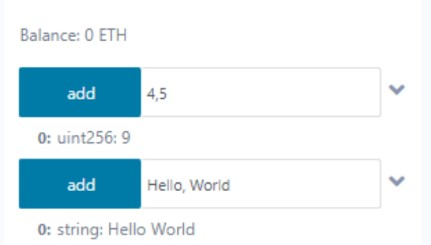 Balance: 0 ETH
add 4,5
0: uint256: 9
add Hello, World
0: string: Hello World